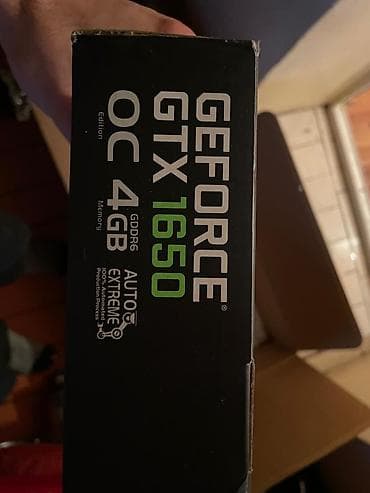 GEFORCE®
GTX 1650
OC 4GB
Edition
GDDR6
Memory
AUTO
EXTREME
100% Automated
Production Process